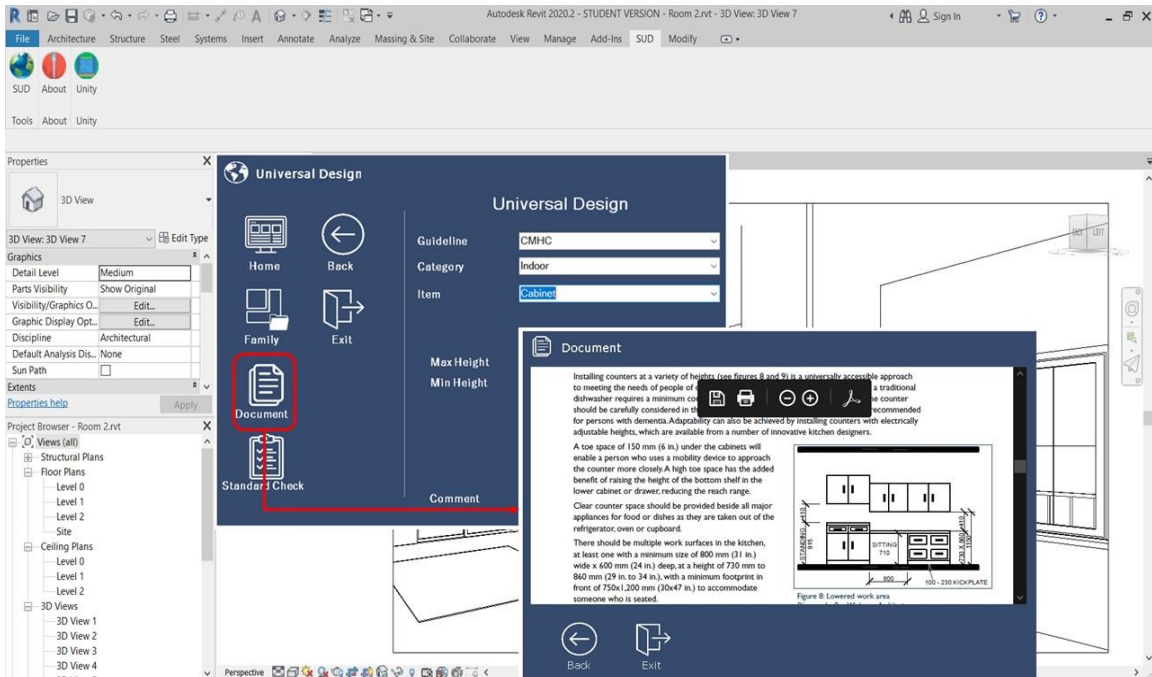 Autodesk Revit 2020.2 - STUDENT VERSION - Room 2.rvt - 3D View: 3D View 7
Sign In
File Architecture Structure Steel Systems Insert Annotate Analyze Massing & Site Collaborate View Manage Add-Ins SUD Modify
SUD About Unity
Tools About Unity
Properties X
3D View
3D View: 3D View 7 Edit Type
Graphics
Detail Level Medium
Parts Visibility Show Original
Visibility/Graphics O... Edit...
Graphic Display Opt... Edit...
Discipline Architectural
Default Analysis Dis... None
Sun Path
Extents
Properties help Apply
Project Browser - Room 2.rvt X
Views (all)
Structural Plans
Floor Plans
Level 0
Level 1
Level 2
Site
Ceiling Plans
Level 0
Level 1
Level 2
3D Views
3D View 1
3D View 2
3D View 3
3D View 4
Universal Design
Home Back
Family Exit
Document
Standard Check
Universal Design
Guideline CMHC
Category Indoor
Item Cabinet
Max Height
Min Height
Comment
LEFT
Document
Installing counters at a variety of heights (see figures 8 and 9) is a universally accessible approach
to meeting the needs of people of a traditional
dishwasher requires a minimum counter
should be carefully considered in th recommended
for persons with dementia. Adaptability can also be achieved by installing counters with electrically
adjustable heights, which are available from a number of innovative kitchen designers.
A toe space of 150 mm (6 in.) under the cabinets will
enable a person who uses a mobility device to approach
the counter more closely. A high toe space has the added
benefit of raising the height of the bottom shelf in the
lower cabinet or drawer, reducing the reach range.
Clear counter space should be provided beside all major
appliances for food or dishes as they are taken out of the
refrigerator, oven or cupboard.
There should be multiple work surfaces in the kitchen,
at least one with a minimum size of 800 mm (31 in.)
wide x 600 mm (24 in.) deep, at a height of 730 mm to
860 mm (29 in. to 34 in.), with a minimum footprint in
front of 750x1,200 mm (30x47 in.) to accommodate
someone who is seated.
410
STANDING
915
SITTING
710
410
730 X 860
1150
800
100 - 230 KICKPLATE
Figure 8: Lowered work area
Back Exit
Perspective